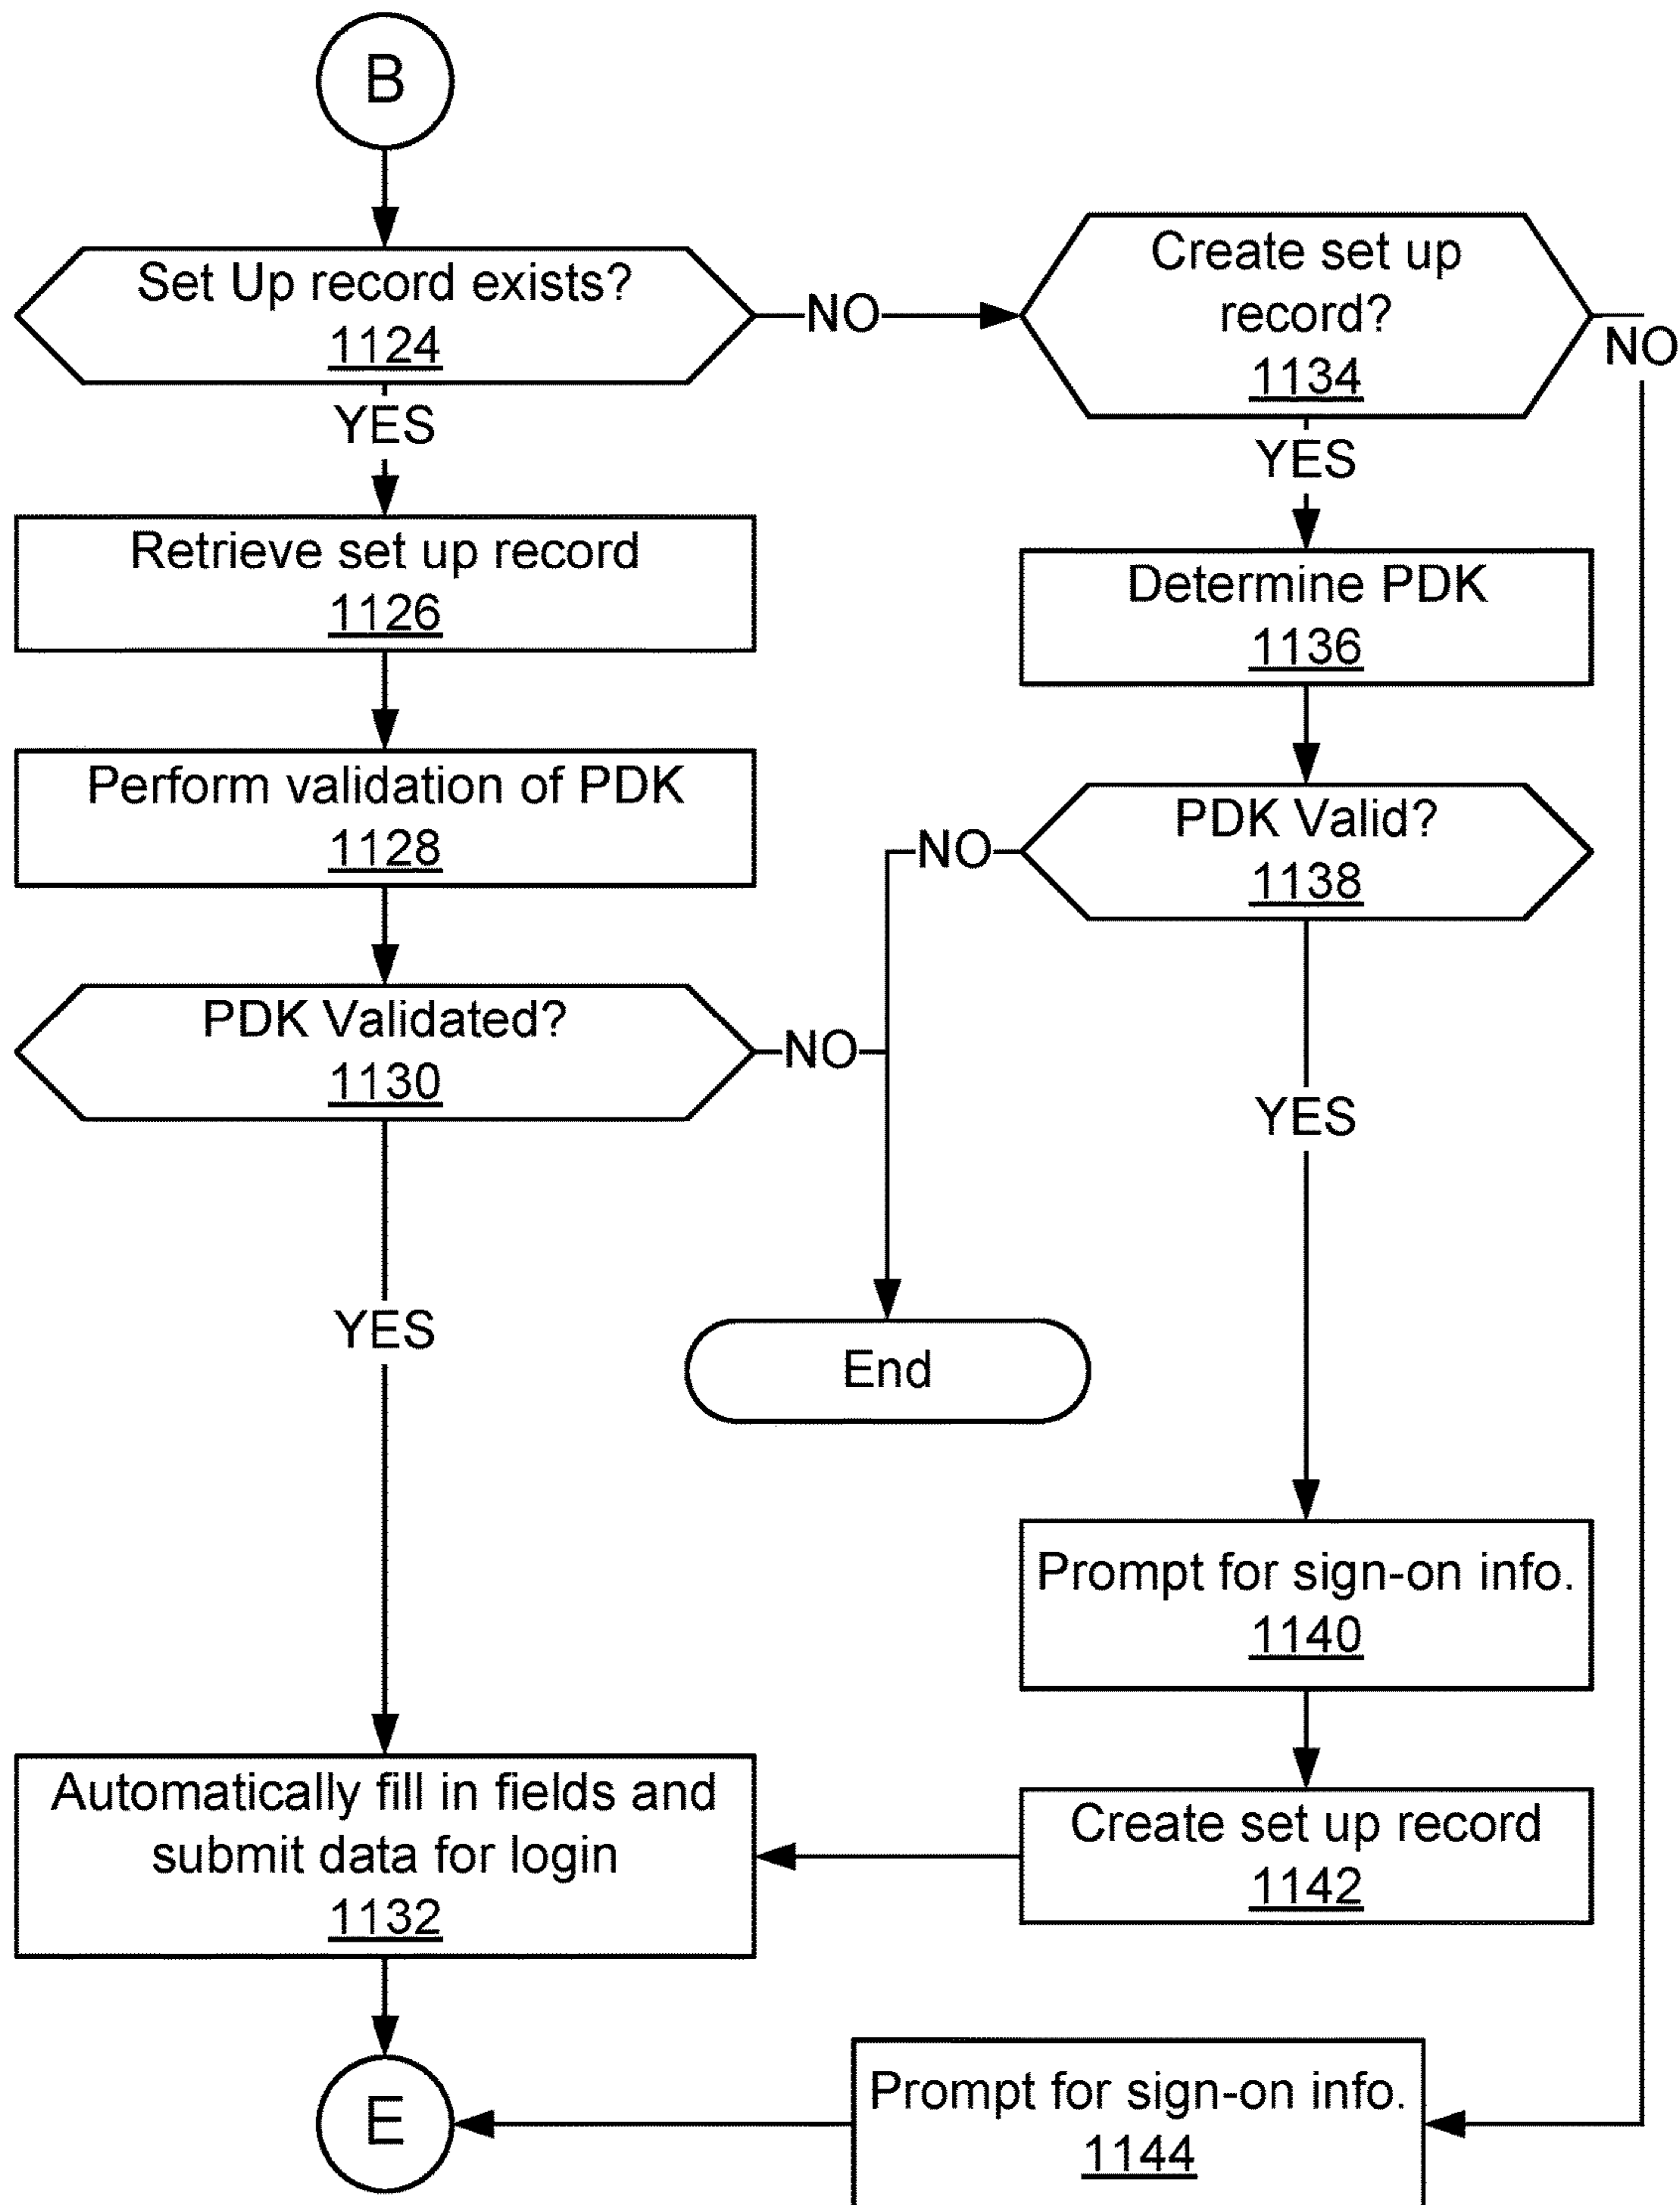 B
Set Up record exists?
1124
NO
Create set up
record?
1134
NO
YES
YES
Retrieve set up record
1126
Determine PDK
1136
Perform validation of PDK
1128
PDK Valid?
1138
NO
PDK Validated?
1130
NO
YES
YES
End
Prompt for sign-on info.
1140
Automatically fill in fields and
submit data for login
1132
Create set up record
1142
E
Prompt for sign-on info.
1144